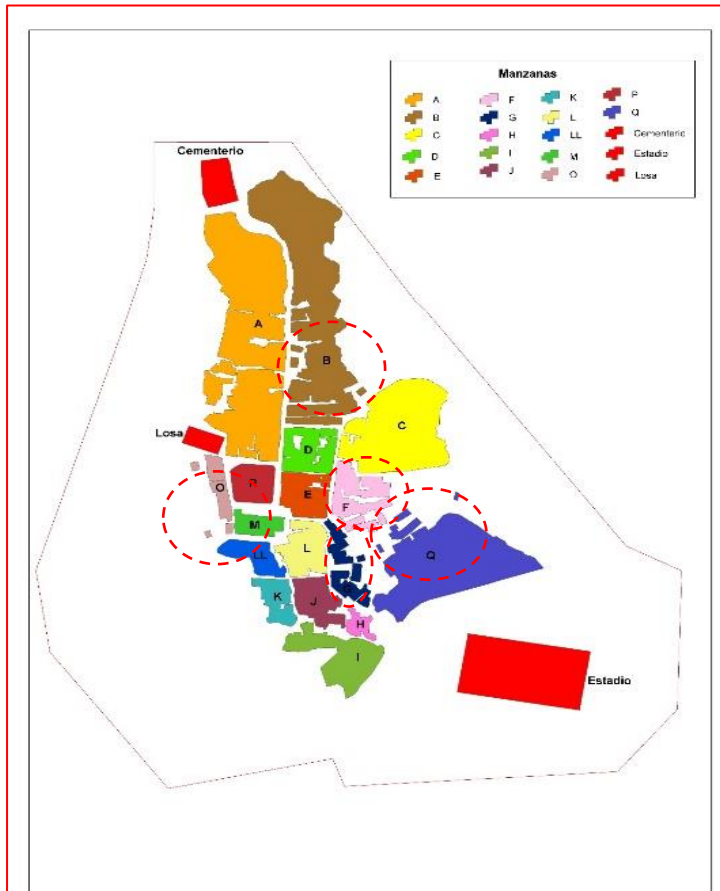 Manzanas
A F K P
B G L Q
C H LL Cementerio
D I M Estadio
E J O Losa
Cementerio
A
B
C
Losa
D
O P E
F
M
L Q
LL
K J G
H
I
Estadio